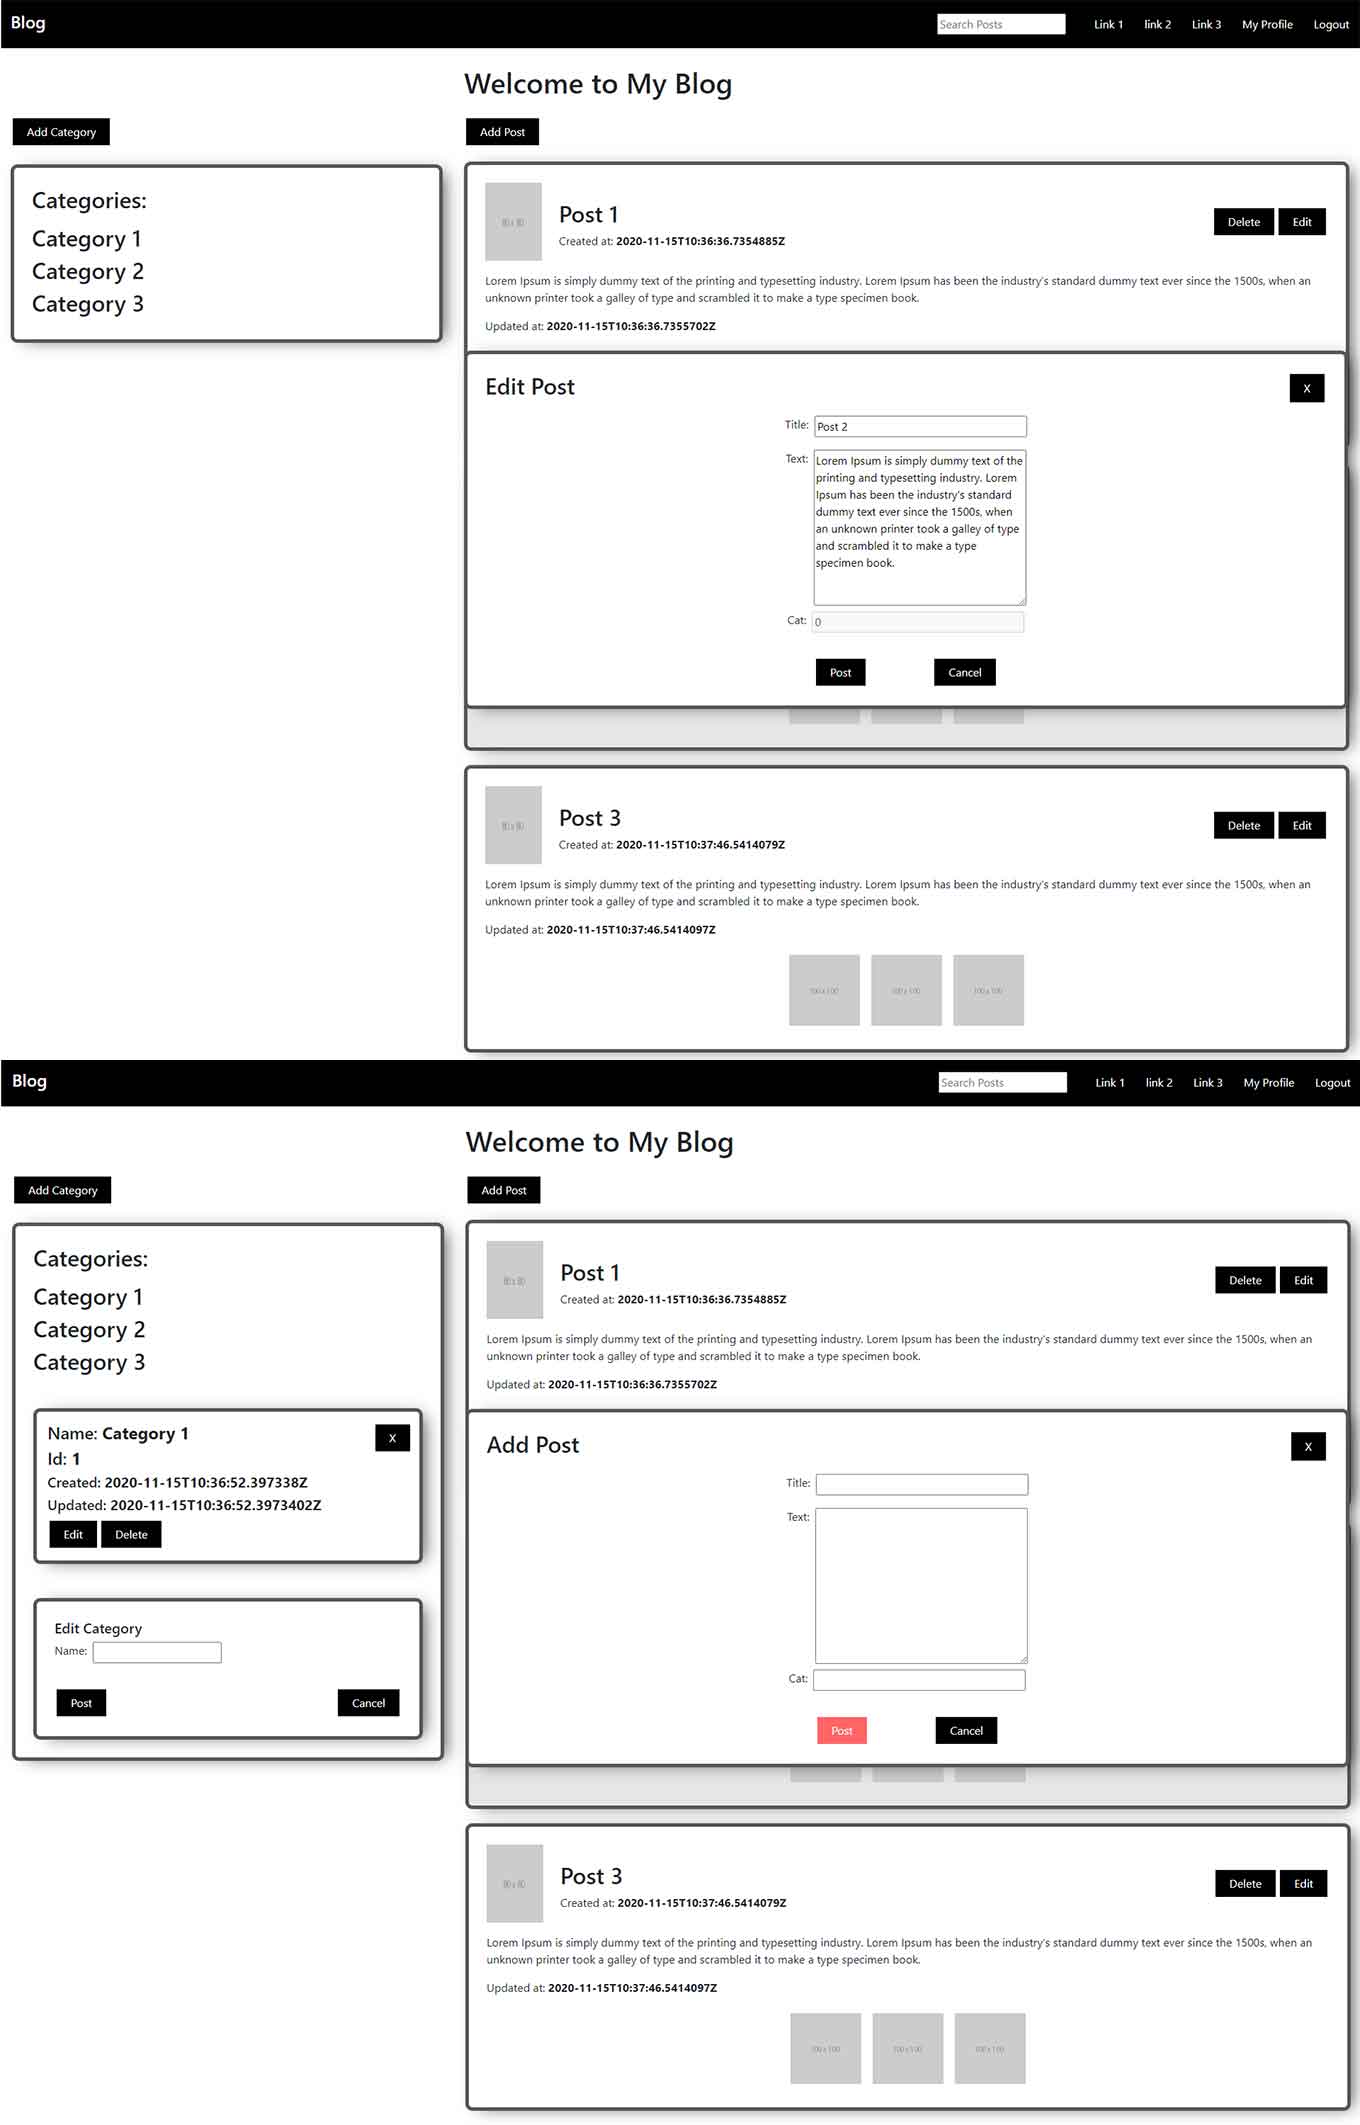 Blog
Search Posts
Link 1
link 2
Link 3
My Profile
Logout
Welcome to My Blog
Add Category
Add Post
Categories:
Category 1
Category 2
Category 3
80 x 80
Post 1
Created at: 2020-11-15T10:36:36.7354885Z
Delete
Edit
Lorem Ipsum is simply dummy text of the printing and typesetting industry. Lorem Ipsum has been the industry's standard dummy text ever since the 1500s, when an
unknown printer took a galley of type and scrambled it to make a type specimen book.
Updated at: 2020-11-15T10:36:36.7355702Z
Edit Post
X
Title:
Post 2
Text:
Lorem Ipsum is simply dummy text of the
printing and typesetting industry. Lorem
Ipsum has been the industry's standard
dummy text ever since the 1500s, when
an unknown printer took a galley of type
and scrambled it to make a type
specimen book.
Cat:
0
Post
Cancel
80 x 80
Post 3
Created at: 2020-11-15T10:37:46.5414079Z
Delete
Edit
Lorem Ipsum is simply dummy text of the printing and typesetting industry. Lorem Ipsum has been the industry's standard dummy text ever since the 1500s, when an
unknown printer took a galley of type and scrambled it to make a type specimen book.
Updated at: 2020-11-15T10:37:46.5414097Z
100 x 100
100 x 100
100 x 100
Blog
Search Posts
Link 1
link 2
Link 3
My Profile
Logout
Welcome to My Blog
Add Category
Add Post
Categories:
Category 1
Category 2
Category 3
Name: Category 1
X
Id: 1
Created: 2020-11-15T10:36:52.397338Z
Updated: 2020-11-15T10:36:52.3973402Z
Edit
Delete
Edit Category
Name:
Post
Cancel
80 x 80
Post 1
Created at: 2020-11-15T10:36:36.7354885Z
Delete
Edit
Lorem Ipsum is simply dummy text of the printing and typesetting industry. Lorem Ipsum has been the industry's standard dummy text ever since the 1500s, when an
unknown printer took a galley of type and scrambled it to make a type specimen book.
Updated at: 2020-11-15T10:36:36.7355702Z
Add Post
X
Title:
Text:
Cat:
Post
Cancel
80 x 80
Post 3
Created at: 2020-11-15T10:37:46.5414079Z
Delete
Edit
Lorem Ipsum is simply dummy text of the printing and typesetting industry. Lorem Ipsum has been the industry's standard dummy text ever since the 1500s, when an
unknown printer took a galley of type and scrambled it to make a type specimen book.
Updated at: 2020-11-15T10:37:46.5414097Z
100 x 100
100 x 100
100 x 100